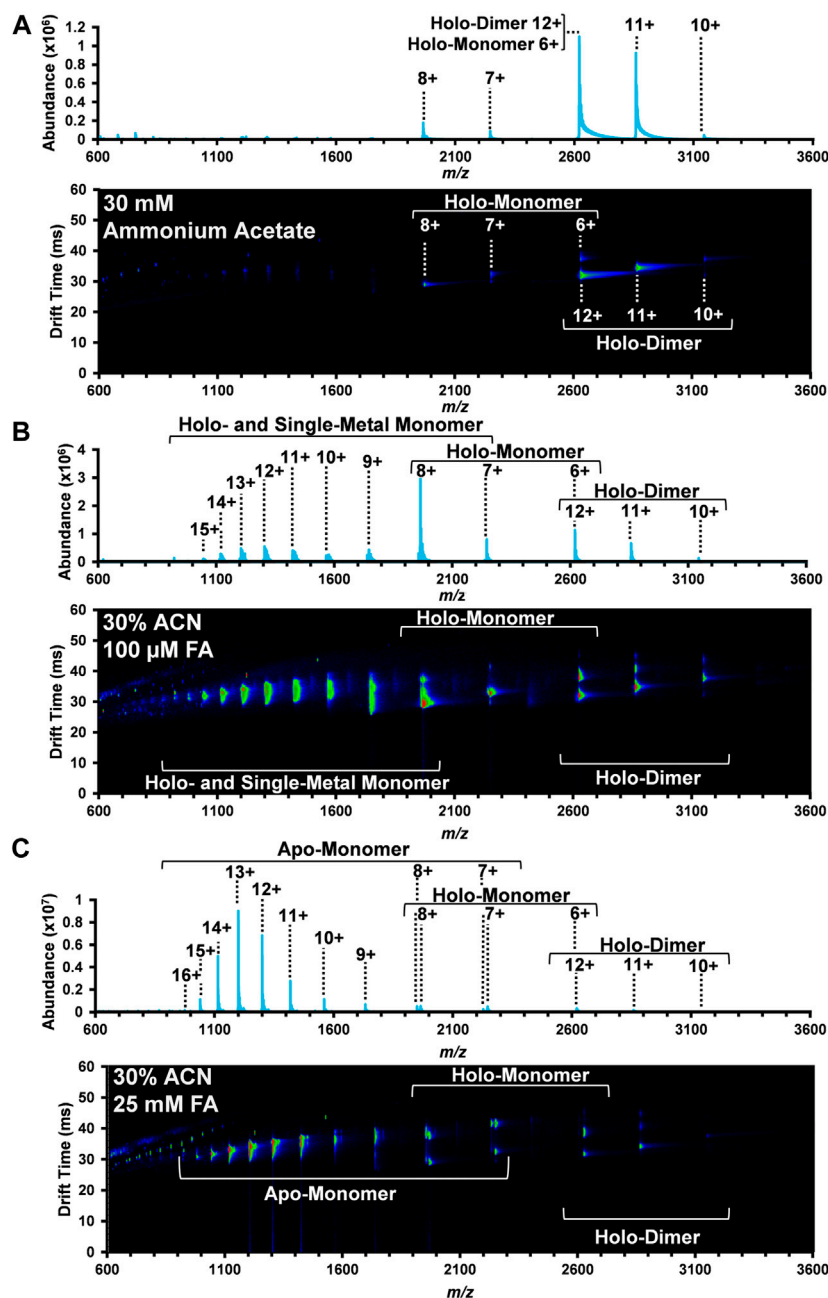 A
Abundance (x10⁶)
1.2
1
0.8
0.6
0.4
0.2
0
Holo-Dimer 12+
Holo-Monomer 6+
11+
10+
8+
7+
600 1100 1600 2100 2600 3100 3600
m/z
30 mM
Ammonium Acetate
Drift Time (ms)
60
50
40
30
20
10
0
Holo-Monomer
8+ 7+ 6+
12+ 11+ 10+
Holo-Dimer
600 1100 1600 2100 2600 3100 3600
m/z
B
Holo- and Single-Metal Monomer
Abundance (x10⁶)
4
3
2
1
0
Holo-Monomer
Holo-Dimer
15+ 14+ 13+ 12+ 11+ 10+ 9+ 8+ 7+ 6+
12+ 11+ 10+
600 1100 1600 2100 2600 3100 3600
m/z
30% ACN
100 µM FA
Drift Time (ms)
60
50
40
30
20
10
0
Holo-Monomer
Holo- and Single-Metal Monomer
Holo-Dimer
600 1100 1600 2100 2600 3100 3600
m/z
C
Apo-Monomer
Abundance (x10⁷)
1
0.8
0.6
0.4
0.2
0
8+ 7+
Holo-Monomer
8+ 7+ 6+
Holo-Dimer
12+ 11+ 10+
16+ 15+ 14+ 13+ 12+ 11+ 10+ 9+
600 1100 1600 2100 2600 3100 3600
m/z
30% ACN
25 mM FA
Drift Time (ms)
60
50
40
30
20
10
0
Holo-Monomer
Apo-Monomer
Holo-Dimer
600 1100 1600 2100 2600 3100 3600
m/z